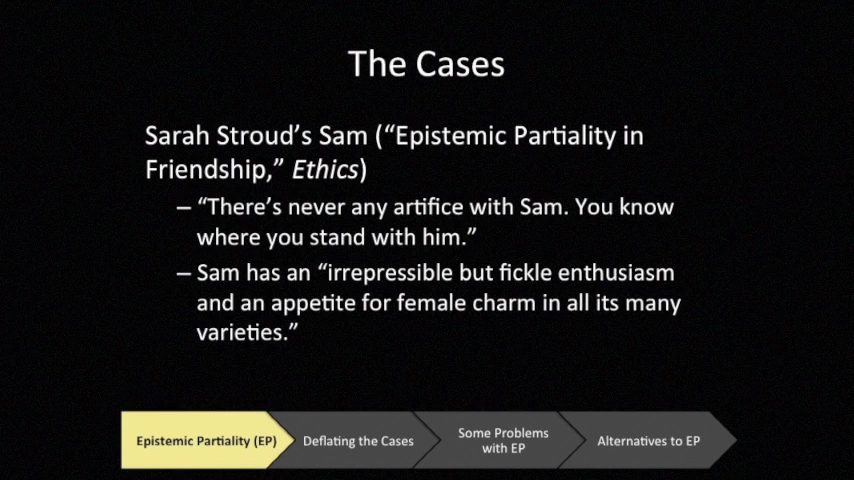 The Cases
Sarah Stroud’s Sam (“Epistemic Partiality in
Friendship,” Ethics)
– “There’s never any artifice with Sam. You know
where you stand with him.”
– Sam has an “irrepressible but fickle enthusiasm
and an appetite for female charm in all its many
varieties.”
Epistemic Partiality (EP)
Deflating the Cases
Some Problems
with EP
Alternatives to EP